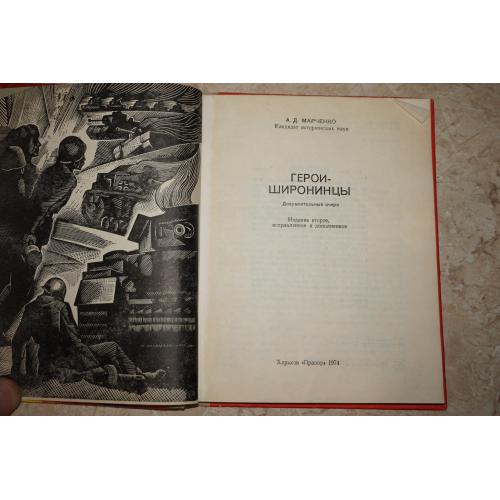 А. Д. МАРЧЕНКО
Кандидат исторических наук
ГЕРОИ-
ШИРОНИНЦЫ
Документальный очерк
Издание второе,
исправленное и дополненное
Харьков «Прапор» 1974